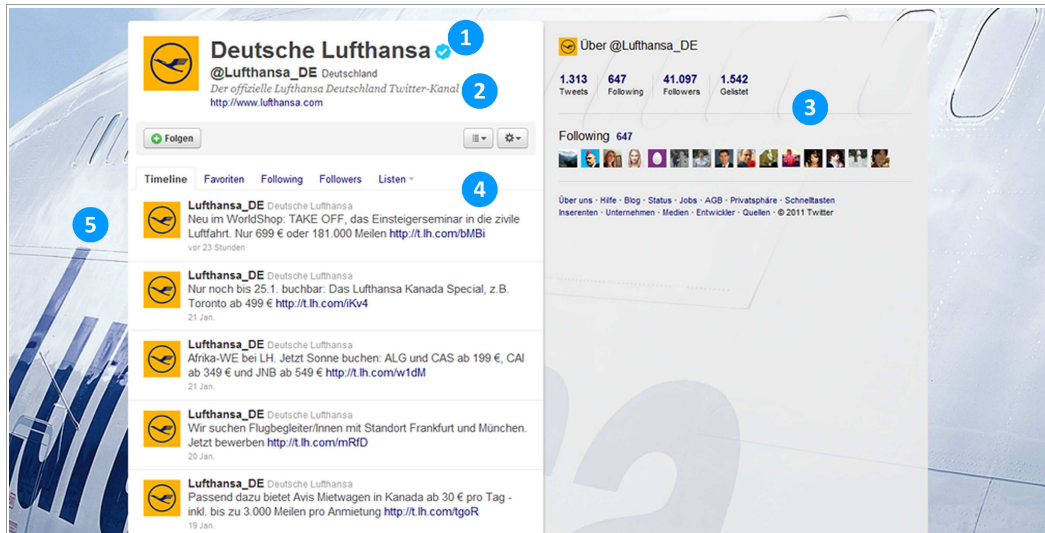 Deutsche Lufthansa
1
@Lufthansa_DE Deutschland
Der offizielle Lufthansa Deutschland Twitter-Kanal
2
http://www.lufthansa.com
Folgen
Timeline Favoriten Following Followers Listen
4
5
Lufthansa_DE Deutsche Lufthansa
Neu im WorldShop: TAKE OFF, das Einsteigerseminar in die zivile
Luftfahrt. Nur 699 € oder 181.000 Meilen http://t.lh.com/bMBi
vor 23 Stunden
Lufthansa_DE Deutsche Lufthansa
Nur noch bis 25.1. buchbar: Das Lufthansa Kanada Special, z.B.
Toronto ab 499 € http://t.lh.com/iKv4
21 Jan.
Lufthansa_DE Deutsche Lufthansa
Afrika-WE bei LH. Jetzt Sonne buchen: ALG und CAS ab 199 €, CAI
ab 349 € und JNB ab 549 € http://t.lh.com/w1dM
21 Jan.
Lufthansa_DE Deutsche Lufthansa
Wir suchen Flugbegleiter/Innen mit Standort Frankfurt und München.
Jetzt bewerben http://t.lh.com/mRfD
20 Jan.
Lufthansa_DE Deutsche Lufthansa
Passend dazu bietet Avis Mietwagen in Kanada ab 30 € pro Tag -
inkl. bis zu 3.000 Meilen pro Anmietung http://t.lh.com/tgoR
19 Jan.
Über @Lufthansa_DE
1.313 647 41.097 1.542
Tweets Following Followers Gelistet
3
Following 647
Über uns · Hilfe · Blog · Status · Jobs · AGB · Privatsphäre · Schnelltasten
Inserenten · Unternehmen · Medien · Entwickler · Quellen · © 2011 Twitter